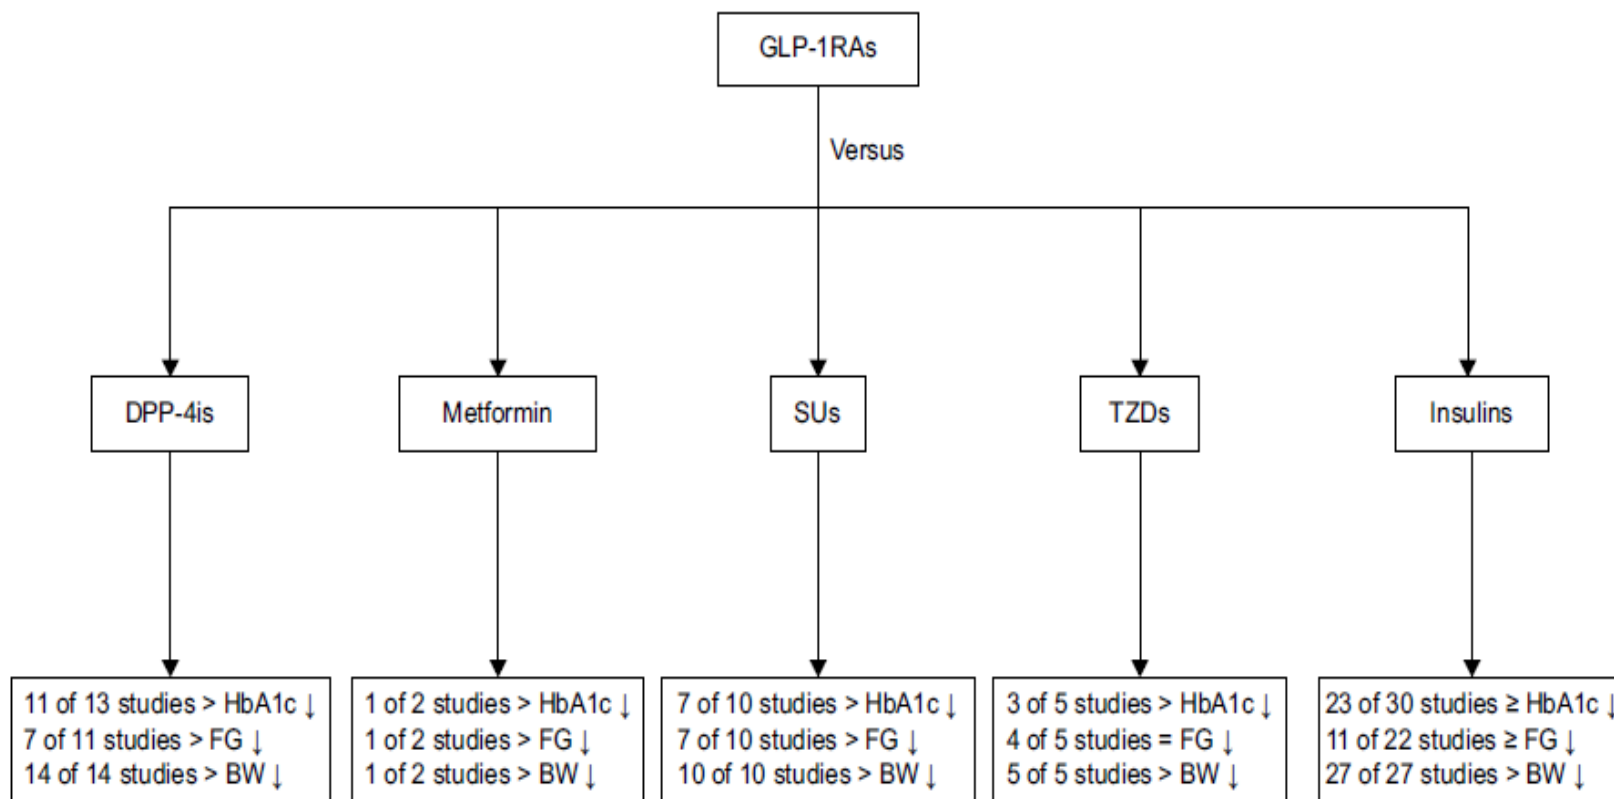 GLP-1RAs
Versus
DPP-4is
Metformin
SUs
TZDs
Insulins
11 of 13 studies > HbA1c ↓
7 of 11 studies > FG ↓
14 of 14 studies > BW ↓
1 of 2 studies > HbA1c ↓
1 of 2 studies > FG ↓
1 of 2 studies > BW ↓
7 of 10 studies > HbA1c ↓
7 of 10 studies > FG ↓
10 of 10 studies > BW ↓
3 of 5 studies > HbA1c ↓
4 of 5 studies = FG ↓
5 of 5 studies > BW ↓
23 of 30 studies ≥ HbA1c ↓
11 of 22 studies ≥ FG ↓
27 of 27 studies > BW ↓